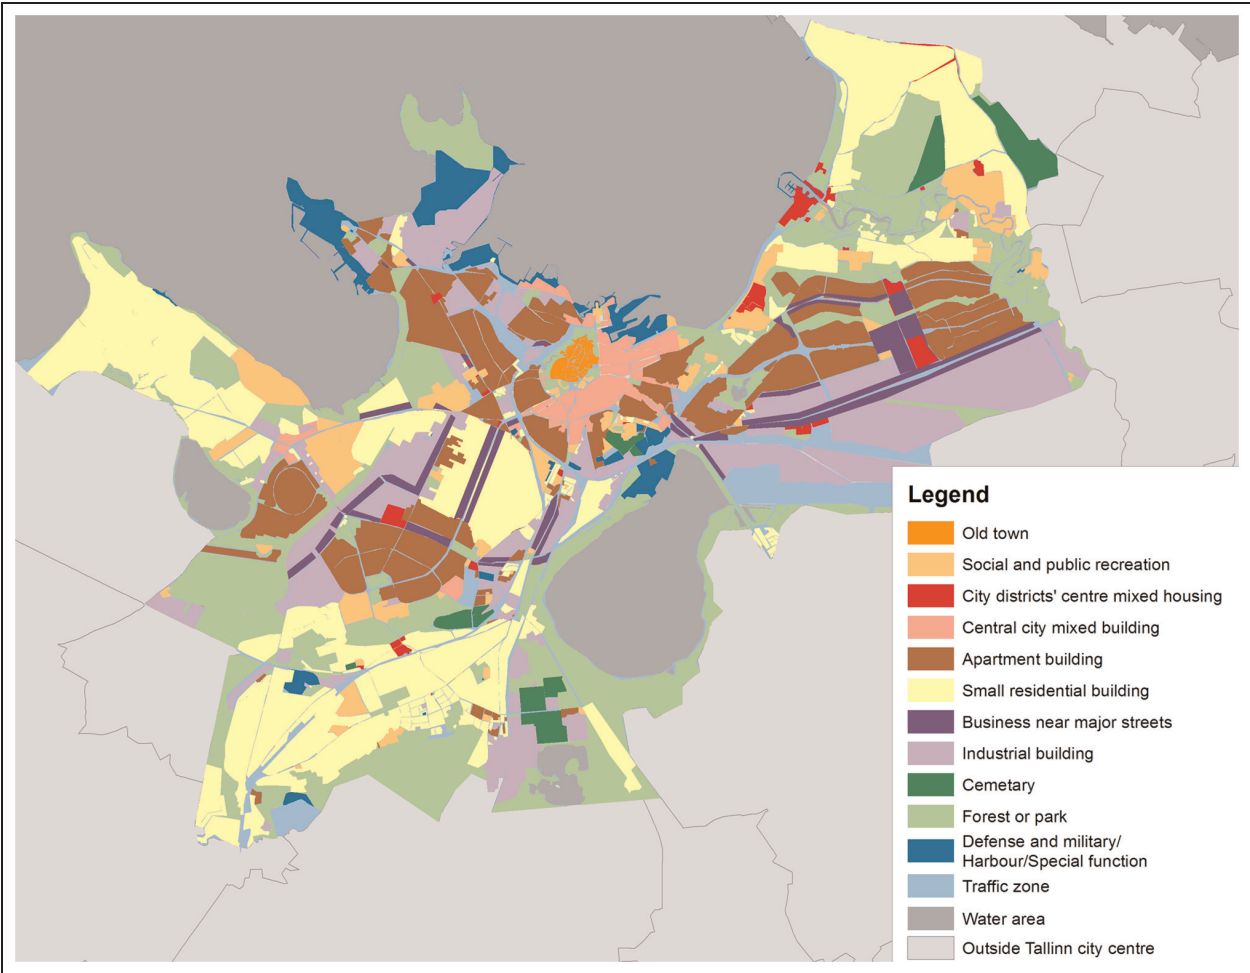 Legend
Old town
Social and public recreation
City districts' centre mixed housing
Central city mixed building
Apartment building
Small residential building
Business near major streets
Industrial building
Cemetary
Forest or park
Defense and military/
Harbour/Special function
Traffic zone
Water area
Outside Tallinn city centre